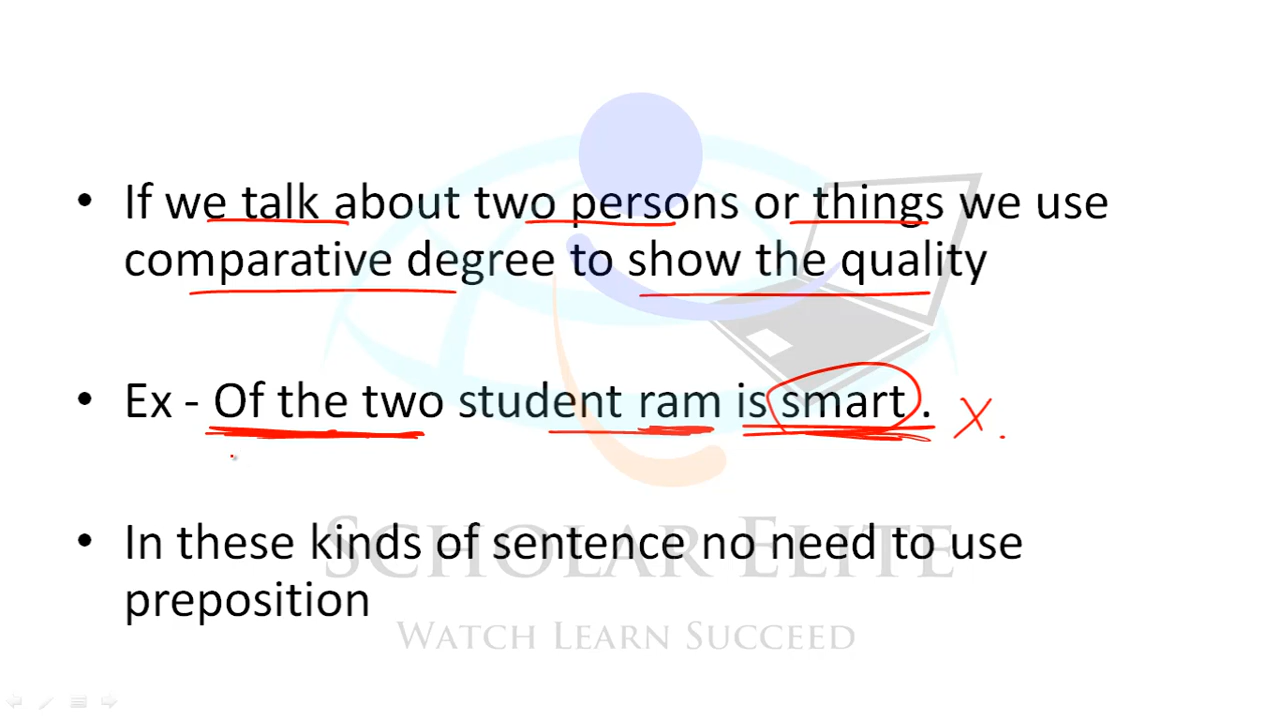 • If we talk about two persons or things we use
comparative degree to show the quality
• Ex - Of the two student ram is smart . X.
• In these kinds of sentence no need to use
preposition
SCHOLAR ELITE
WATCH LEARN SUCCEED